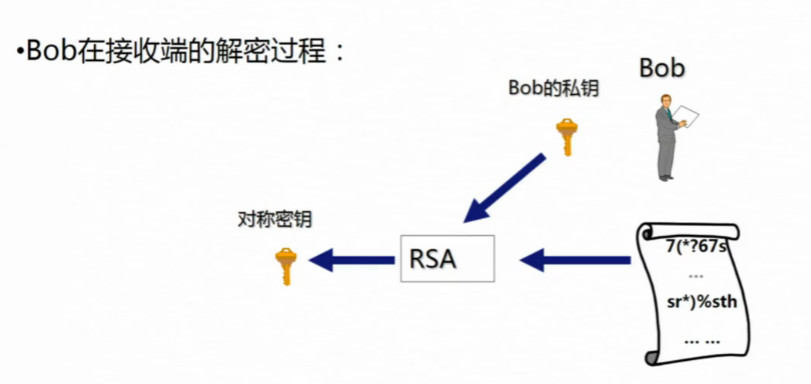 •Bob在接收端的解密过程：
Bob
Bob的私钥
对称密钥
RSA
7(*?67s
...
sr*)%sth
... ...